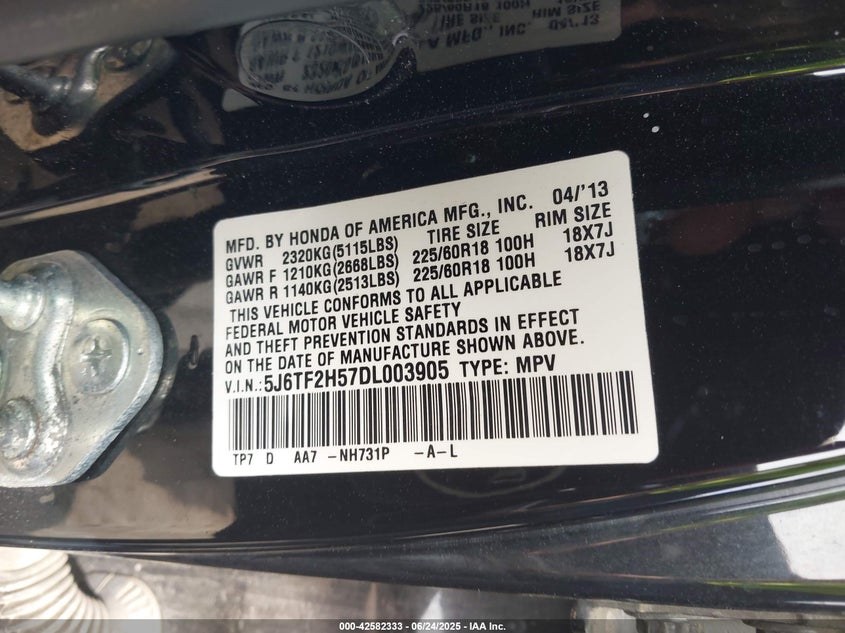 MFD. BY HONDA OF AMERICA MFG., INC. 04/'13
GVWR 2320KG(5115LBS) TIRE SIZE RIM SIZE
GAWR F 1210KG(2668LBS) 225/60R18 100H 18X7J
GAWR R 1140KG(2513LBS) 225/60R18 100H 18X7J
THIS VEHICLE CONFORMS TO ALL APPLICABLE
FEDERAL MOTOR VEHICLE SAFETY
AND THEFT PREVENTION STANDARDS IN EFFECT
ON THE DATE OF MANUFACTURE SHOWN ABOVE.
V.I.N.: 5J6TF2H57DL003905 TYPE: MPV
TP7 D AA7 -NH731P -A-L
000-42582333 - 06/24/2025 - IAA Inc.